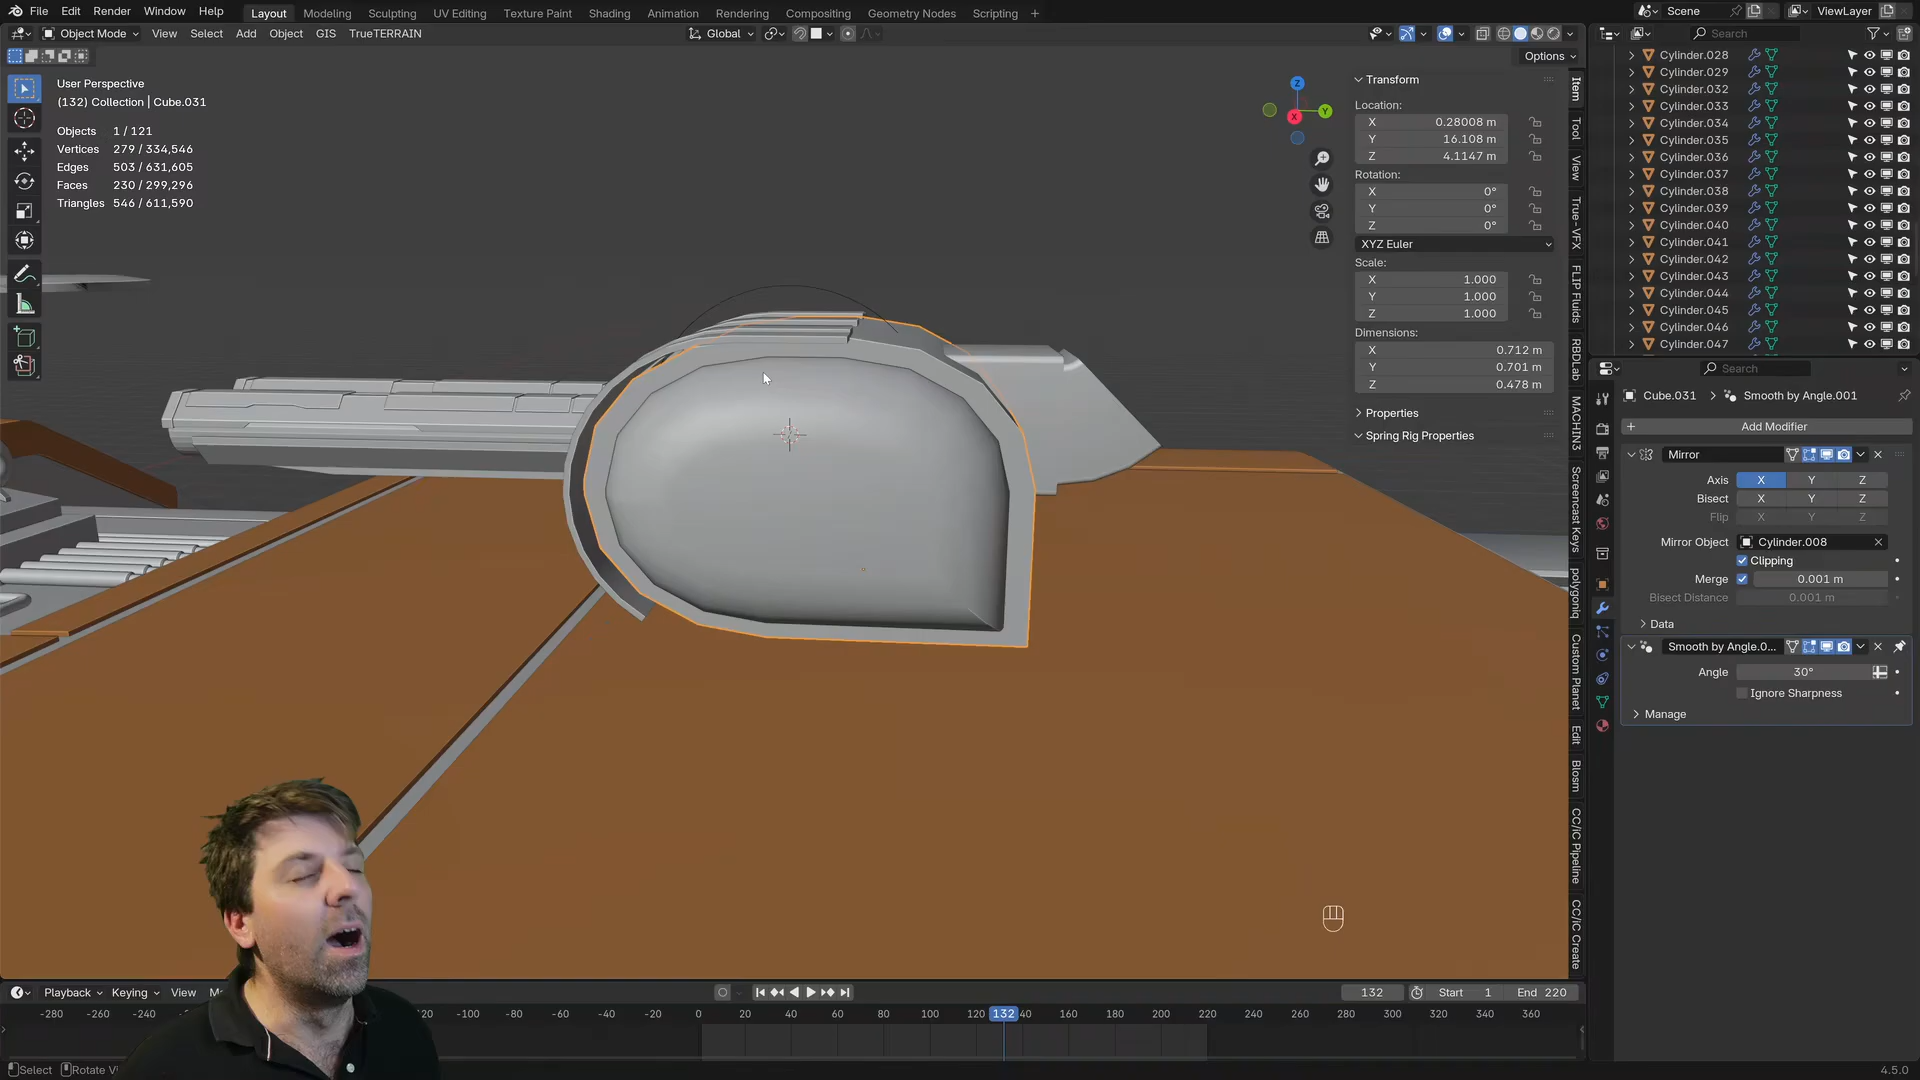 File Edit Render Window Help Layout Modeling Sculpting UV Editing Texture Paint Shading Animation Rendering Compositing Geometry Nodes Scripting + Scene ViewLayer
Object Mode View Select Add Object GIS TrueTERRAIN Global Search
Options
User Perspective
(132) Collection | Cube.031
Objects 1 / 121
Vertices 279 / 334,546
Edges 503 / 631,605
Faces 230 / 299,296
Triangles 546 / 611,590
Z
Y
X
Transform
Location:
X 0.28008 m
Y 16.108 m
Z 4.1147 m
Rotation:
X 0°
Y 0°
Z 0°
XYZ Euler
Scale:
X 1.000
Y 1.000
Z 1.000
Dimensions:
X 0.712 m
Y 0.701 m
Z 0.478 m
Properties
Spring Rig Properties
Item
Tool
View
True-VFX
FLIP Fluids
RBDLab
MACHIN3
Screencast Keys
polygoniq
Custom Planet
Edit
Blosm
CC/iC Pipeline
CC/iC Create
Cylinder.028
Cylinder.029
Cylinder.032
Cylinder.033
Cylinder.034
Cylinder.035
Cylinder.036
Cylinder.037
Cylinder.038
Cylinder.039
Cylinder.040
Cylinder.041
Cylinder.042
Cylinder.043
Cylinder.044
Cylinder.045
Cylinder.046
Cylinder.047
Search
Cube.031 > Smooth by Angle.001
+ Add Modifier
Mirror
Axis X Y Z
Bisect X Y Z
Flip X Y Z
Mirror Object Cylinder.008
Clipping
Merge 0.001 m
Bisect Distance 0.001 m
Data
Smooth by Angle.0...
Angle 30°
Ignore Sharpness
Manage
Playback Keying View 132 Start 1 End 220
-280 -260 -240 -220 -200 -180 -160 -140 -120 -100 -80 -60 -40 -20 0 20 40 60 80 100 120 132 40 160 180 200 220 240 260 280 300 320 340 360
Select Rotate V 4.5.0